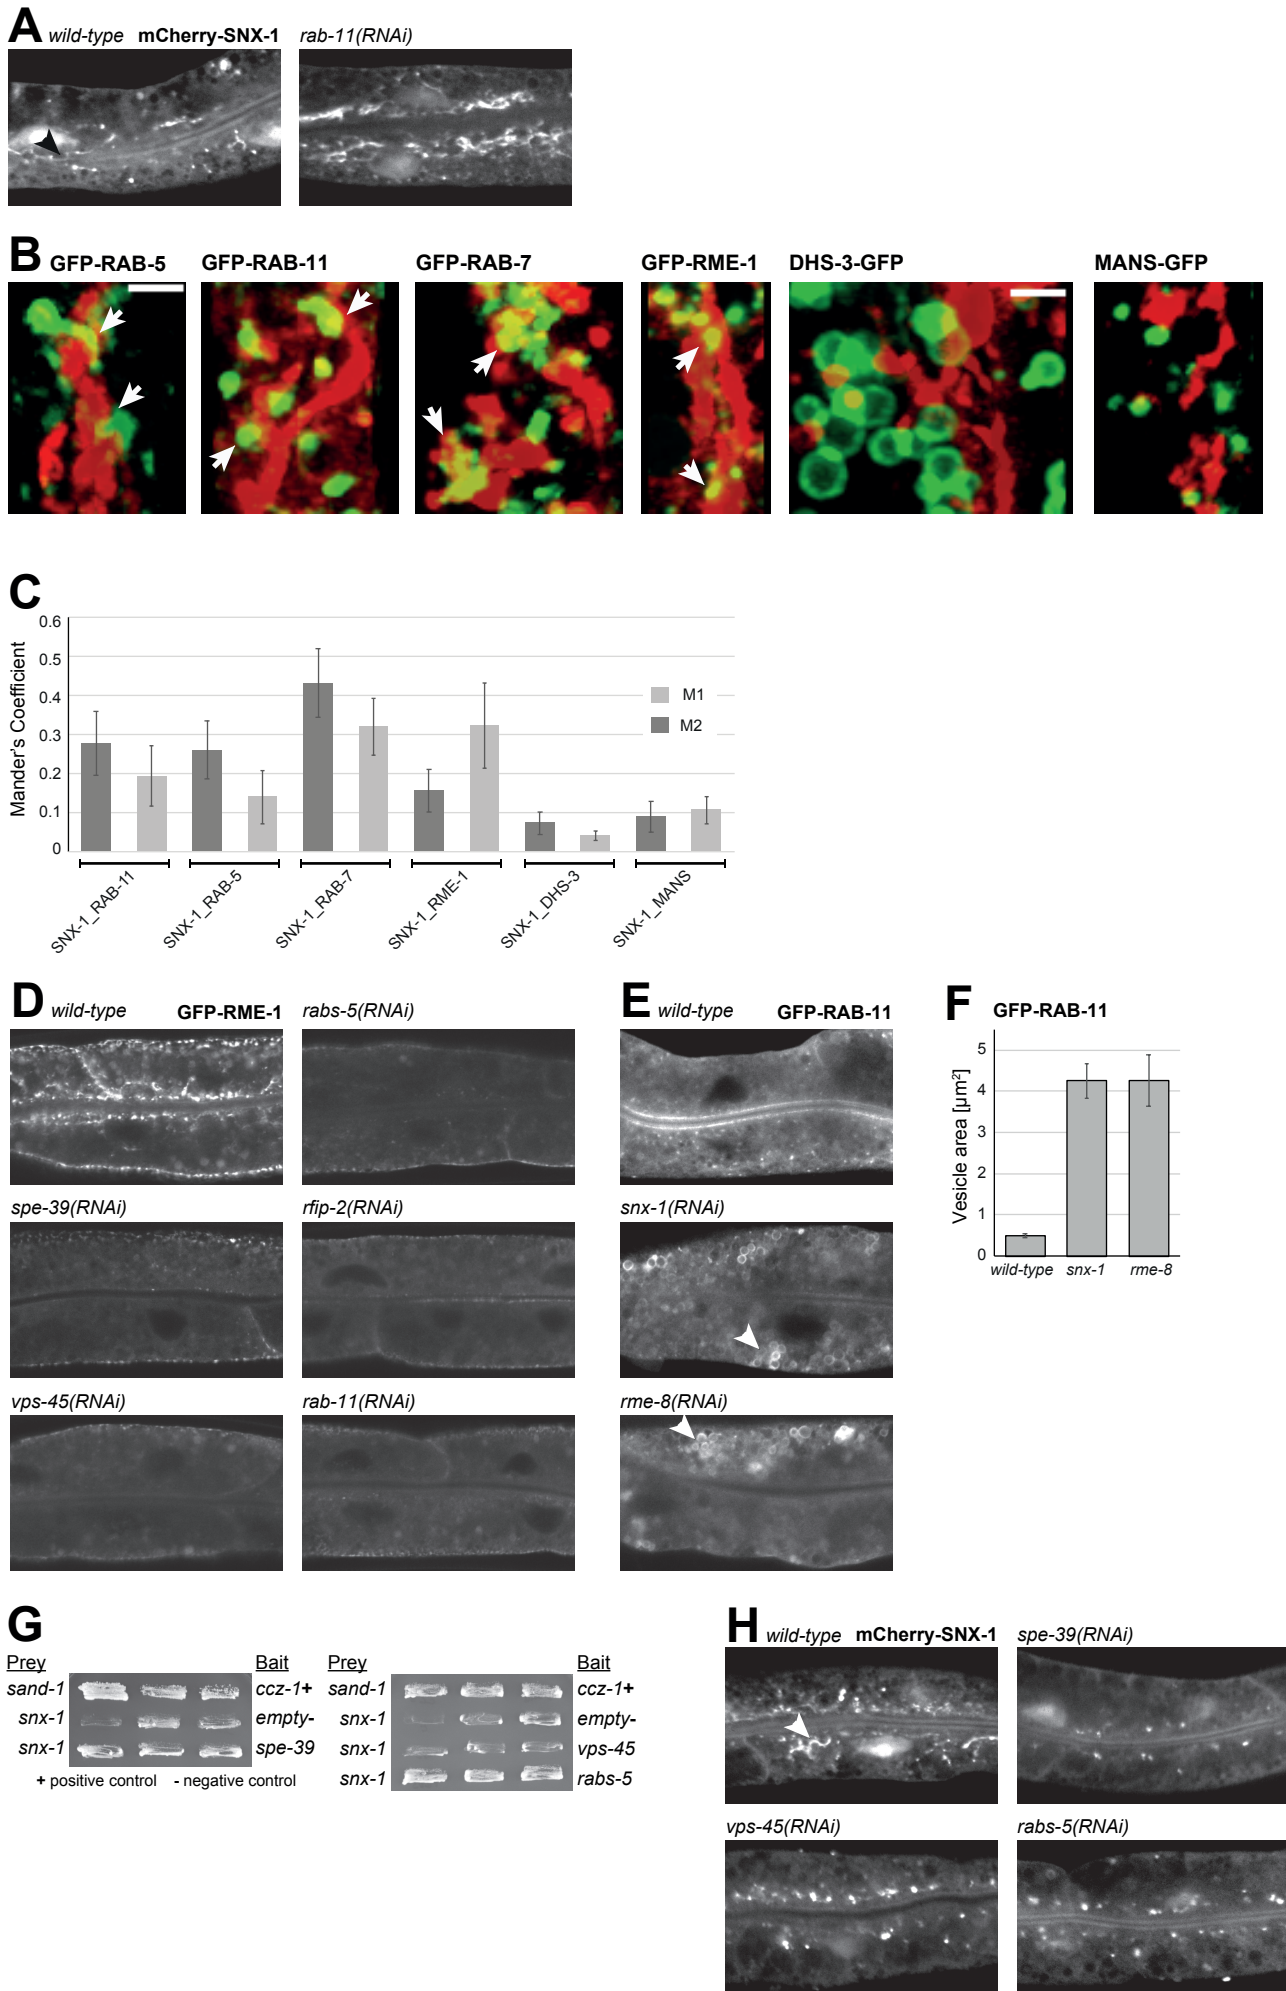 A wild-type mCherry-SNX-1 rab-11(RNAi)
B GFP-RAB-5 GFP-RAB-11 GFP-RAB-7 GFP-RME-1 DHS-3-GFP MANS-GFP
C
Mander's Coefficient
0.6
0.5
0.4
0.3
0.2
0.1
0
M1
M2
SNX-1_RAB-11
SNX-1_RAB-5
SNX-1_RAB-7
SNX-1_RME-1
SNX-1_DHS-3
SNX-1_MANS
D wild-type GFP-RME-1 rabs-5(RNAi)
spe-39(RNAi) rfip-2(RNAi)
vps-45(RNAi) rab-11(RNAi)
E wild-type GFP-RAB-11
snx-1(RNAi)
rme-8(RNAi)
F GFP-RAB-11
Vesicle area [µm²]
5
4
3
2
1
0
wild-type snx-1 rme-8
G
Prey Bait
sand-1 ccz-1+
snx-1 empty-
snx-1 spe-39
+ positive control - negative control
Prey Bait
sand-1 ccz-1+
snx-1 empty-
snx-1 vps-45
snx-1 rabs-5
H wild-type mCherry-SNX-1 spe-39(RNAi)
vps-45(RNAi) rabs-5(RNAi)